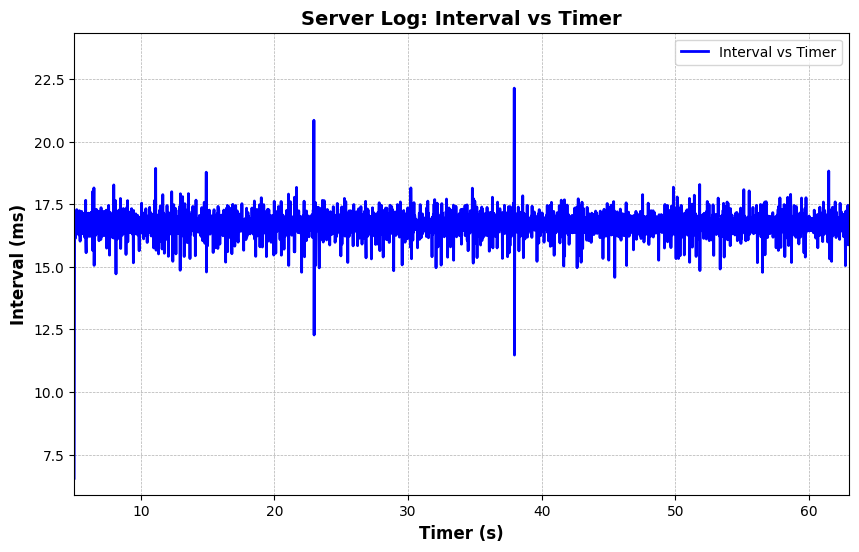 Server Log: Interval vs Timer
Interval vs Timer
22.5
20.0
17.5
15.0
12.5
10.0
7.5
Interval (ms)
10 20 30 40 50 60
Timer (s)